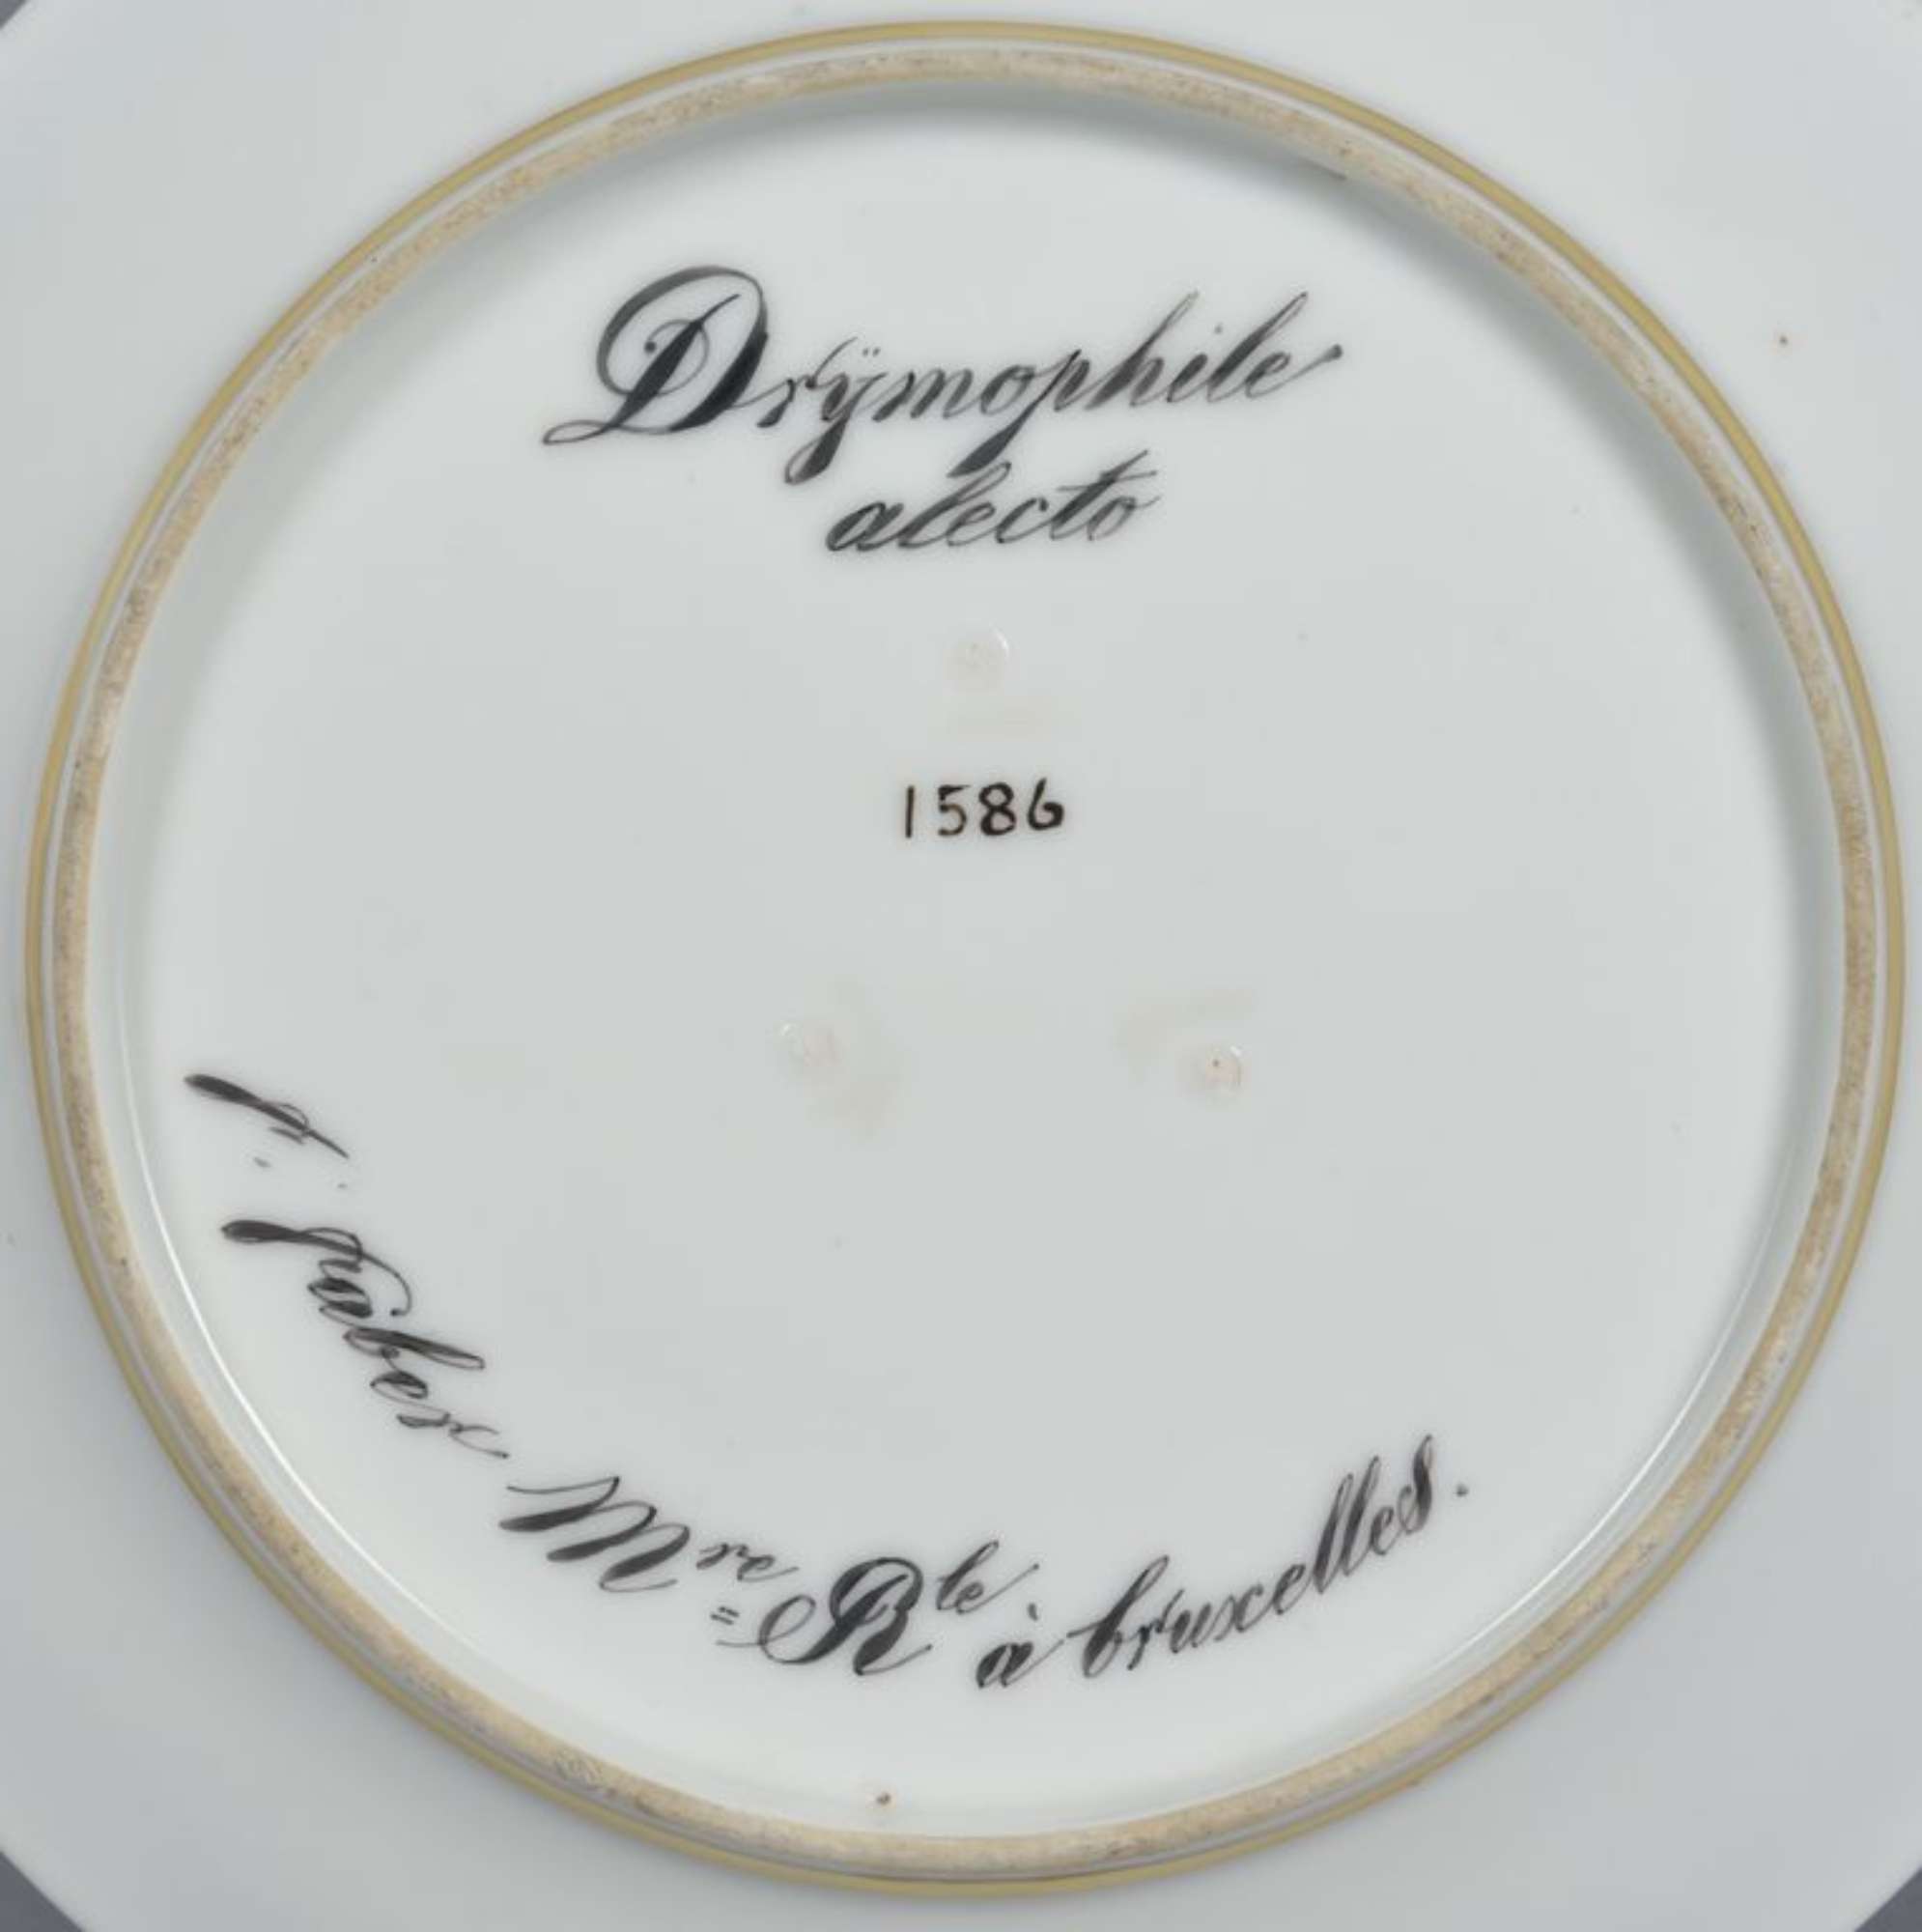 Drÿmophile
alecto
1586
f. faber Mre = Rle à bruxelles.